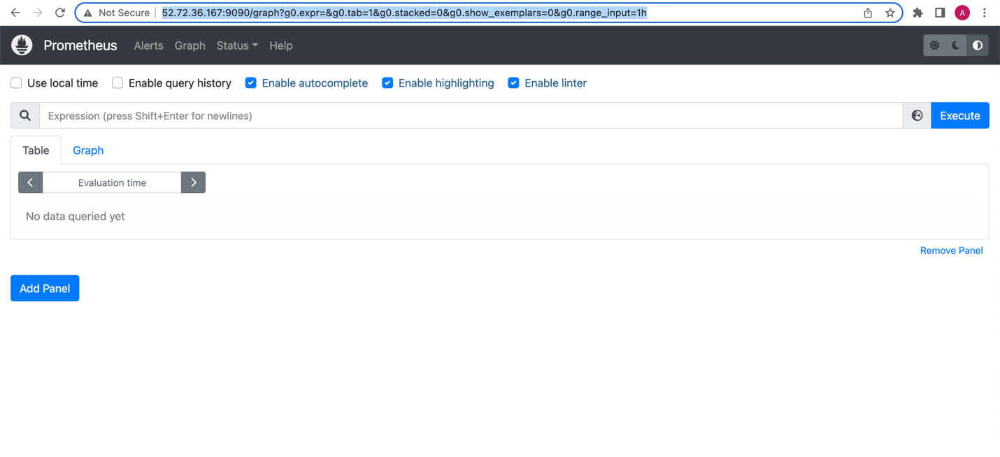 Not Secure 52.72.36.167:9090/graph?g0.expr=&g0.tab=1&g0.stacked=0&g0.show_exemplars=0&g0.range_input=1h A
Prometheus Alerts Graph Status Help
Use local time Enable query history Enable autocomplete Enable highlighting Enable linter
Expression (press Shift+Enter for newlines) Execute
Table Graph
Evaluation time
No data queried yet
Remove Panel
Add Panel